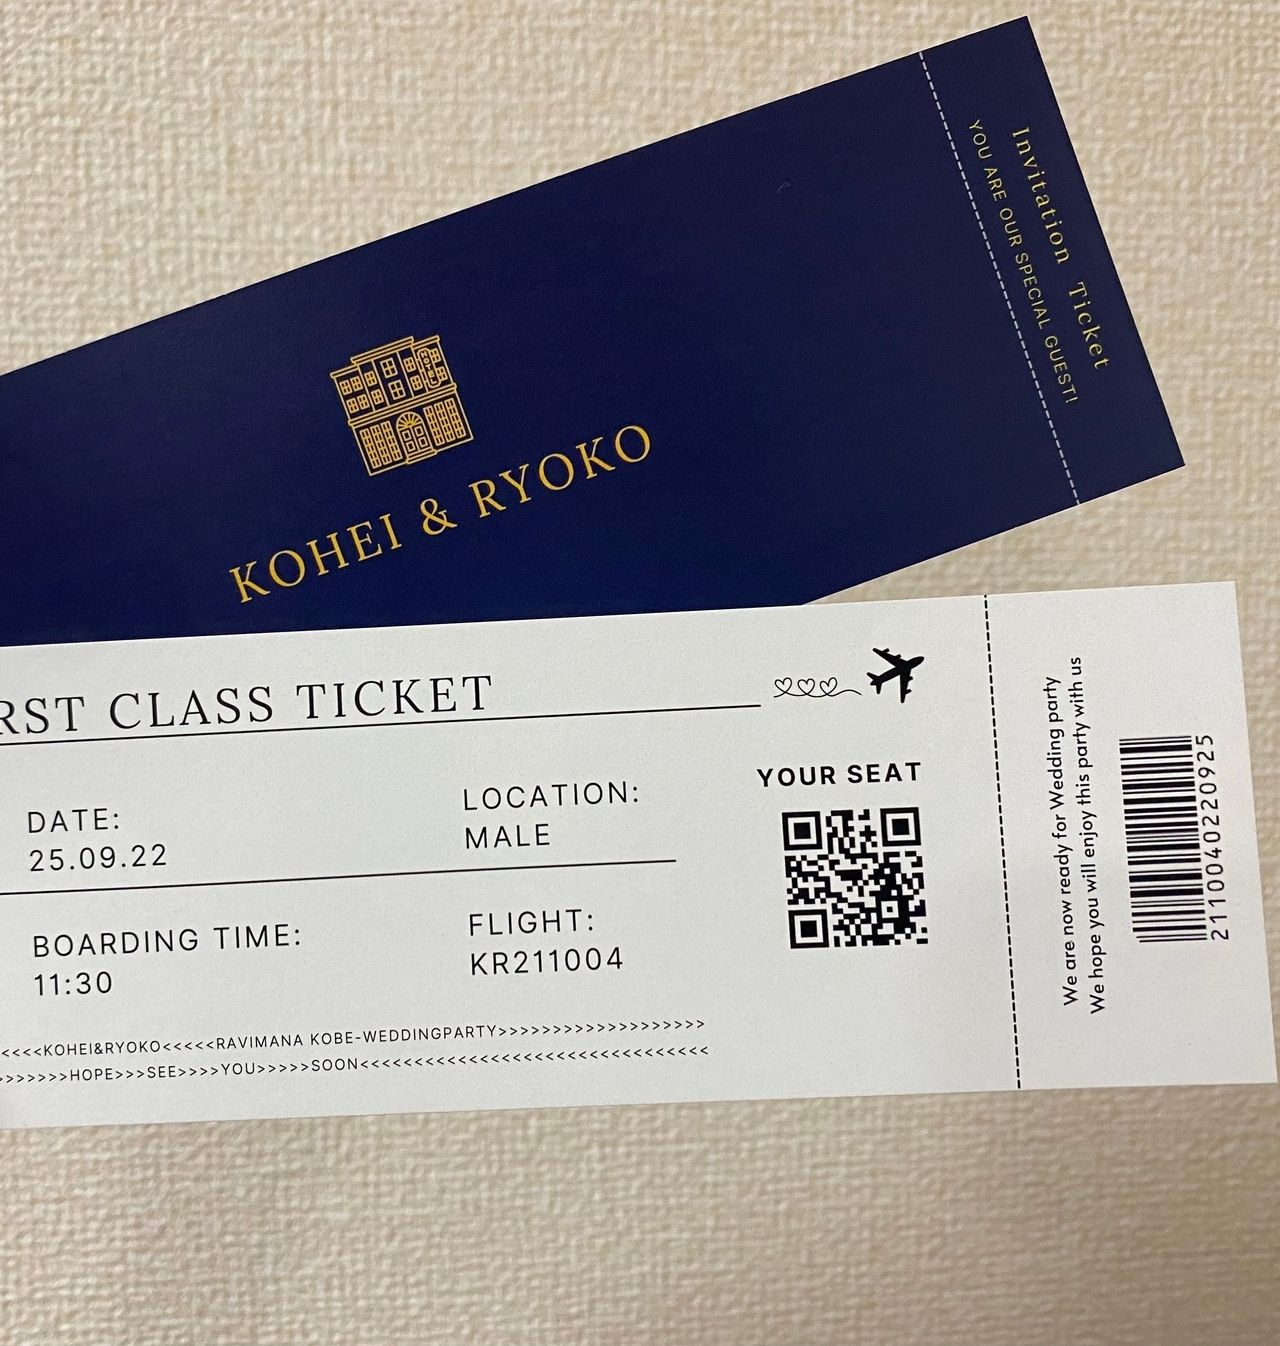 Invitation Ticket
YOU ARE OUR SPECIAL GUEST!
HOTEL
KOHEI & RYOKO
RST CLASS TICKET
DATE:
25.09.22
LOCATION:
MALE
BOARDING TIME:
11:30
FLIGHT:
KR211004
YOUR SEAT
<<<<KOHEI&RYOKO<<<<<RAVIMANA KOBE-WEDDINGPARTY>>>>>>>>>>>>>>>>>>>
>>>>>>>HOPE>>>SEE>>>>YOU>>>>>SOON<<<<<<<<<<<<<<<<<<<<<<<<<<<<<<<<
We are now ready for Wedding party
We hope you will enjoy this party with us
2110040220925